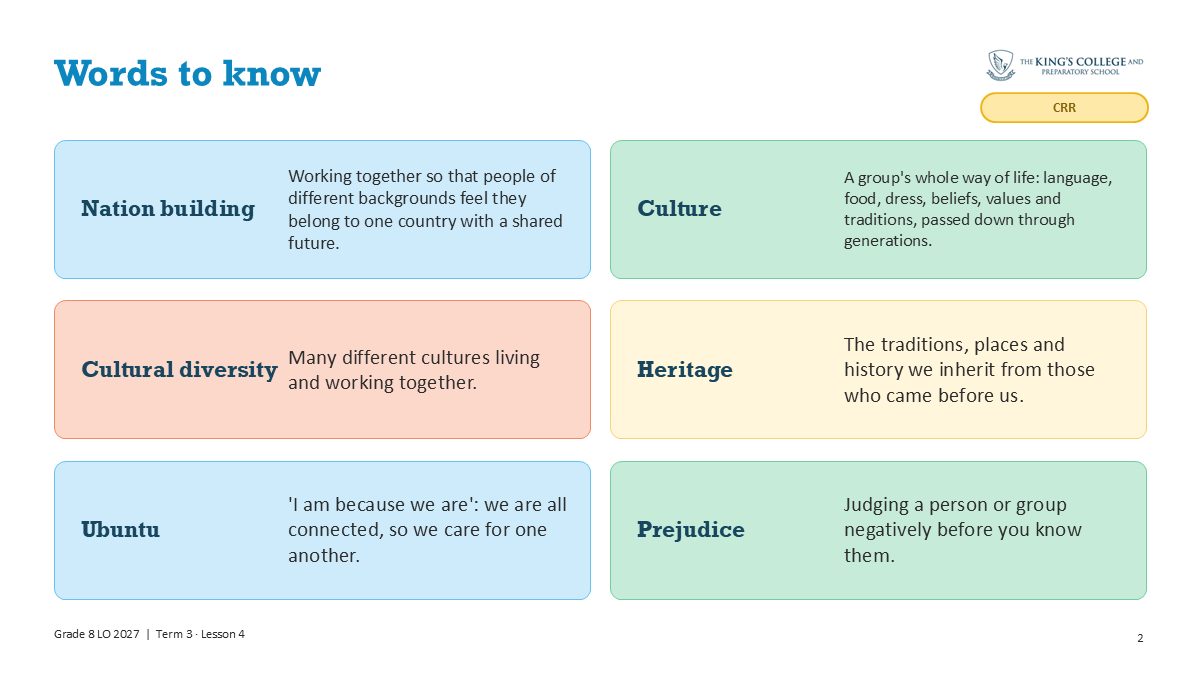 Words to know
THE KING'S COLLEGE AND
PREPARATORY SCHOOL
CRR
Nation building
Working together so that people of
different backgrounds feel they
belong to one country with a shared
future.
Culture
A group's whole way of life: language,
food, dress, beliefs, values and
traditions, passed down through
generations.
Cultural diversity
Many different cultures living
and working together.
Heritage
The traditions, places and
history we inherit from those
who came before us.
Ubuntu
'I am because we are': we are all
connected, so we care for one
another.
Prejudice
Judging a person or group
negatively before you know
them.
Grade 8 LO 2027 | Term 3 · Lesson 4
2